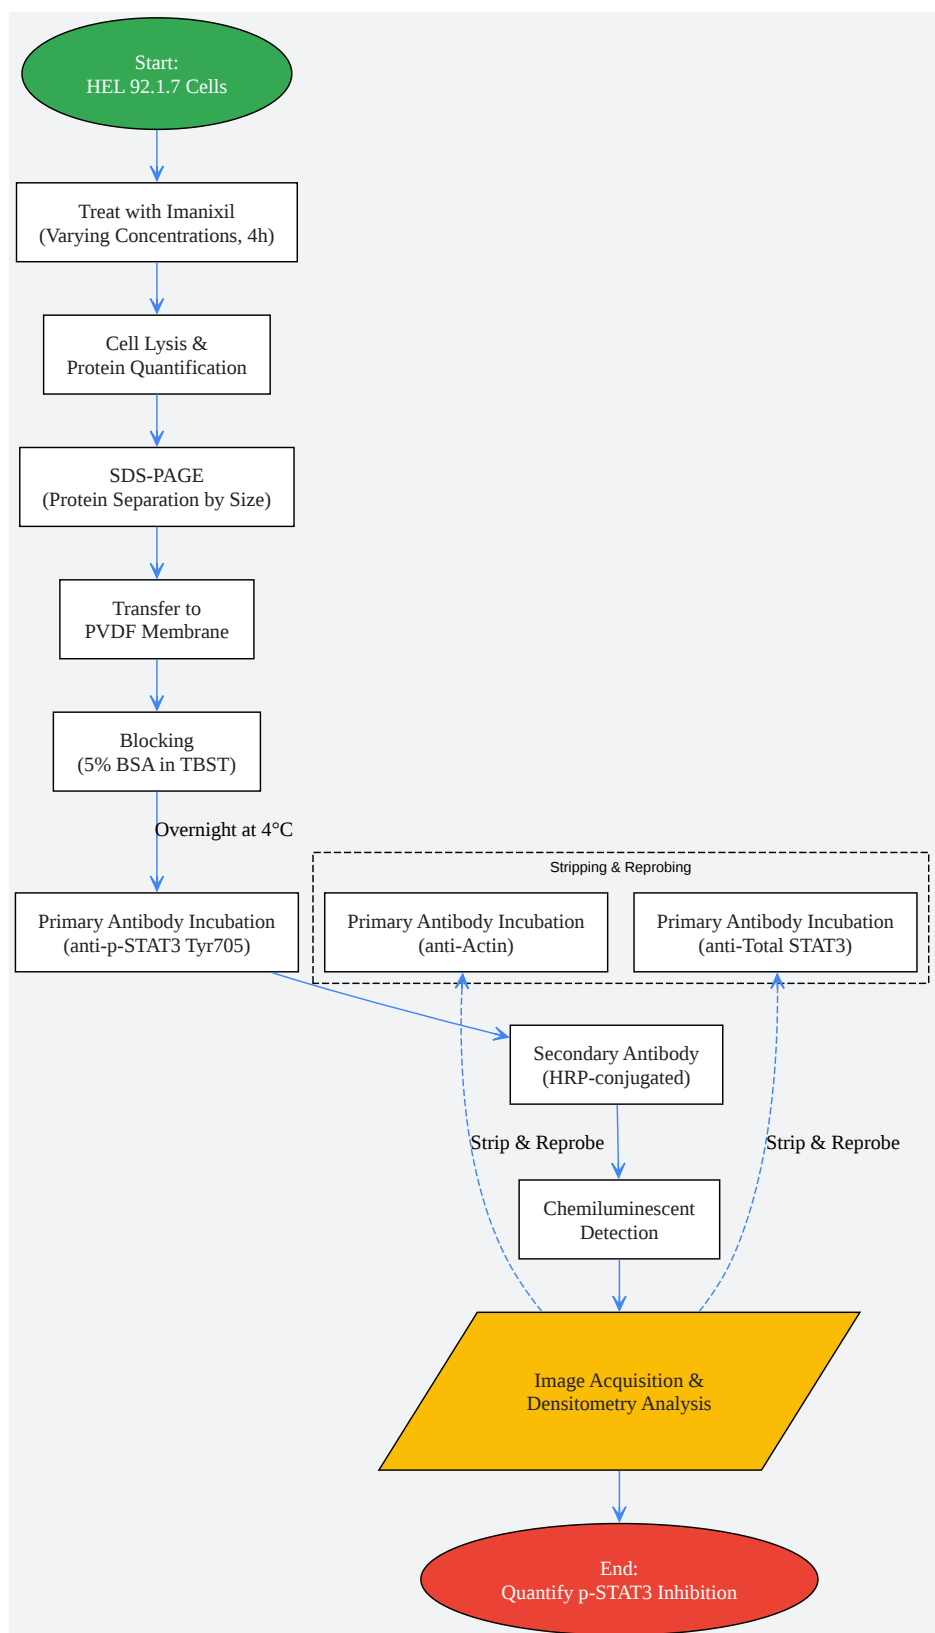 Start:
HEL 92.1.7 Cells
Treat with Imanixil
(Varying Concentrations, 4h)
Cell Lysis &
Protein Quantification
SDS-PAGE
(Protein Separation by Size)
Transfer to
PVDF Membrane
Blocking
(5% BSA in TBST)
Overnight at 4°C
Primary Antibody Incubation
(anti-p-STAT3 Tyr705)
Stripping & Reprobing
Primary Antibody Incubation
(anti-Actin)
Primary Antibody Incubation
(anti-Total STAT3)
Secondary Antibody
(HRP-conjugated)
Strip & Reprobe
Strip & Reprobe
Chemiluminescent
Detection
Image Acquisition &
Densitometry Analysis
End:
Quantify p-STAT3 Inhibition